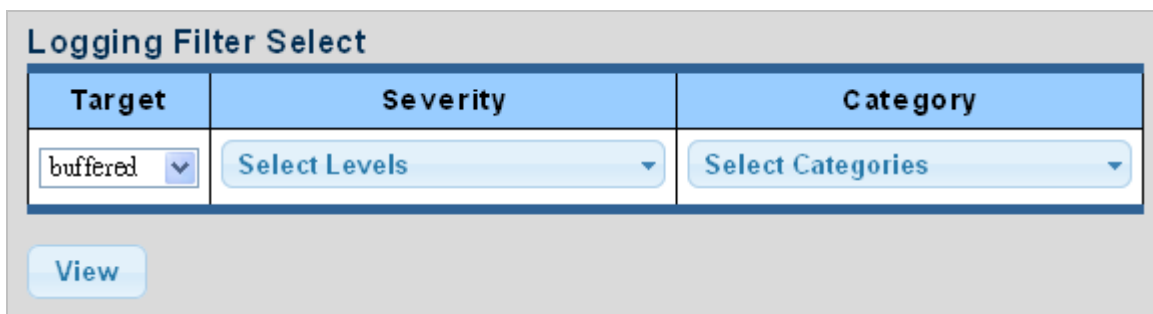 Logging Filter Select
Target Severity Category
buffered Select Levels Select Categories
View